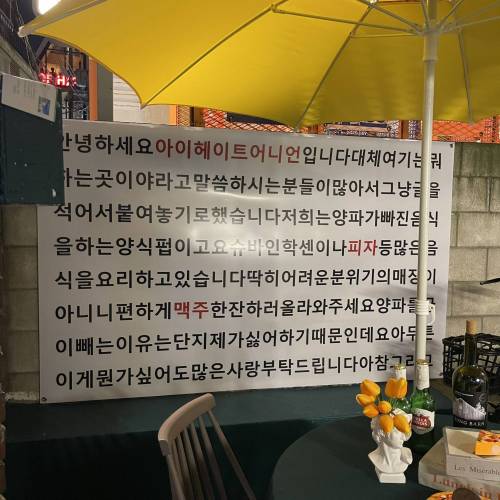 안녕하세요아이헤이트어니언입니다대체여기는뭐
하는곳이야라고말씀하시는분들이많아서그냥글을
적어서붙여놓기로했습니다저희는양파가빠진음식
을하는양식펍이고요슈바인학센이나피자등많은음
식을요리하고있습니다딱히어려운분위기의매장이
아니니편하게맥주한잔하러올라와주세요양파를
이빼는이유는단지제가싫어하기때문인데요아무튼
이게뭔가싶어도많은사랑부탁드립니다아참그
Les Misérables